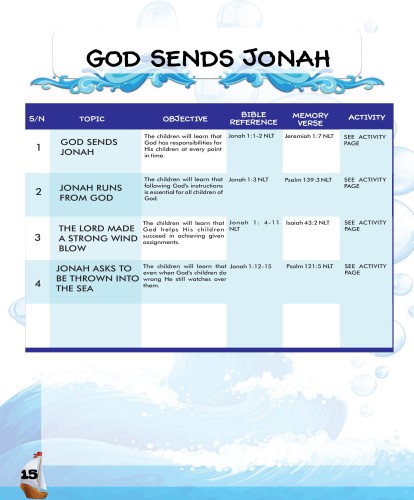 GOD SENDS JONAH
S/N TOPIC OBJECTIVE BIBLE REFERENCE MEMORY VERSE ACTIVITY
1
GOD SENDS
JONAH
The children will learn that
God has responsibilities for
His children at every point
in time.
Jonah 1:1-2 NLT
Jeremiah 1:7 NLT
SEE ACTIVITY
PAGE
2
JONAH RUNS
FROM GOD
The children will learn that
following God's instructions
is essential for all children of
God.
Jonah 1:3 NLT
Psalm 139:3 NLT
SEE ACTIVITY
PAGE
3
THE LORD MADE
A STRONG WIND
BLOW
The children will learn that
God helps His children
succeed in achieving given
assignments.
Jonah 1: 4-11
NLT
Isaiah 43:2 NLT
SEE ACTIVITY
PAGE
4
JONAH ASKS TO
BE THROWN INTO
THE SEA
The children will learn that
even when God's children do
wrong He still watches over
them.
Jonah 1:12-15
Psalm 121:5 NLT
SEE ACTIVITY
PAGE
15